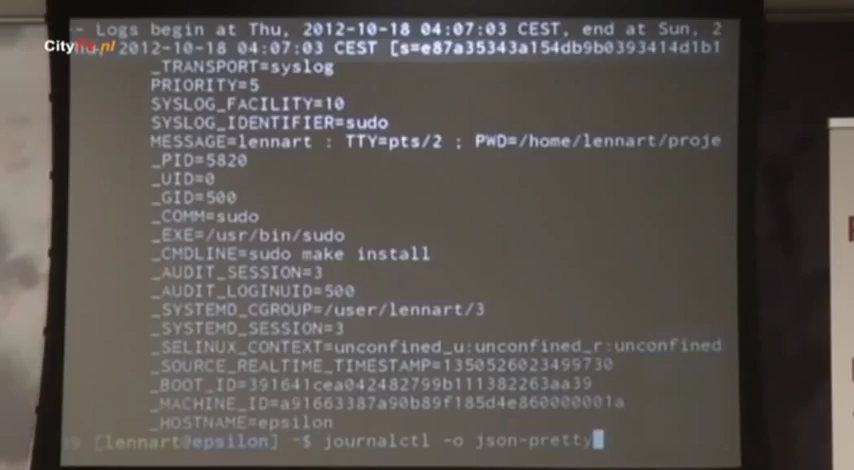 -- Logs begin at Thu, 2012-10-18 04:07:03 CEST, end at Sun, 2
CityTV.nl
2012-10-18 04:07:03 CEST [s=e87a35343a154db9b0393414d1b1
_TRANSPORT=syslog
PRIORITY=5
SYSLOG_FACILITY=10
SYSLOG_IDENTIFIER=sudo
MESSAGE=lennart : TTY=pts/2 ; PWD=/home/lennart/proje
_PID=5820
_UID=0
_GID=500
_COMM=sudo
_EXE=/usr/bin/sudo
_CMDLINE=sudo make install
_AUDIT_SESSION=3
_AUDIT_LOGINUID=500
_SYSTEMD_CGROUP=/user/lennart/3
_SYSTEMD_SESSION=3
_SELINUX_CONTEXT=unconfined_u:unconfined_r:unconfined
_SOURCE_REALTIME_TIMESTAMP=1350526023499730
_BOOT_ID=391641cea042482799b111382263aa39
_MACHINE_ID=a91663387a90b89f185d4e860000001a
_HOSTNAME=epsilon
[lennart@epsilon] ~$ journalctl -o json-pretty